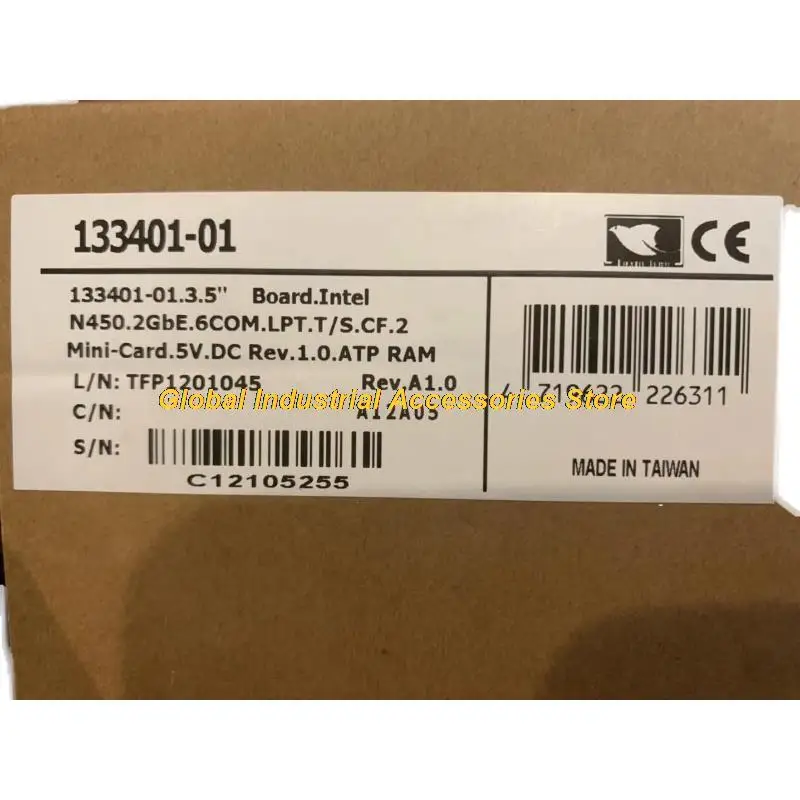 133401-01
CE
133401-01.3.5" Board.Intel
N450.2GbE.6COM.LPT.T/S.CF.2
Mini-Card.5V.DC Rev.1.0.ATP RAM
L/N: TFP1201045 Rev.A1.0
C/N: A12A05
S/N:
C12105255
Global Industrial Accessories Store
226311
MADE IN TAIWAN